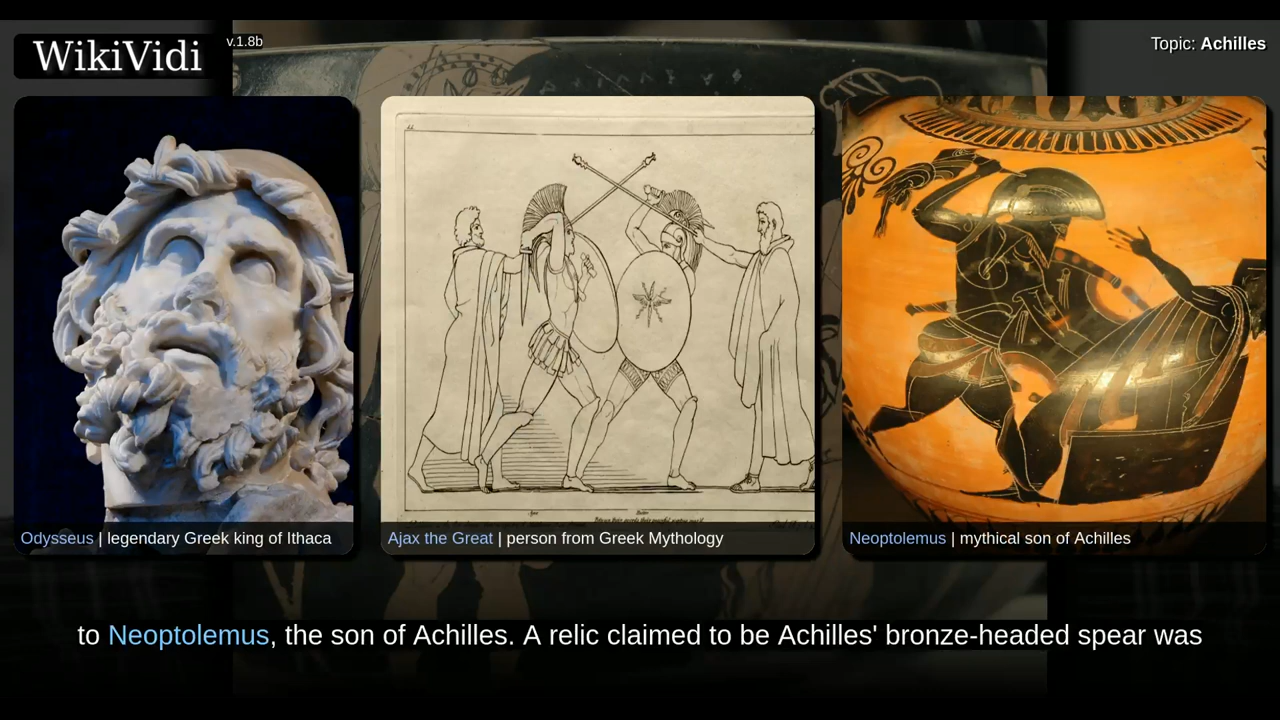 WikiVidi
v.1.8b
Topic: Achilles
Odysseus | legendary Greek king of Ithaca
Ajax the Great | person from Greek Mythology
Neoptolemus | mythical son of Achilles
to Neoptolemus, the son of Achilles. A relic claimed to be Achilles' bronze-headed spear was